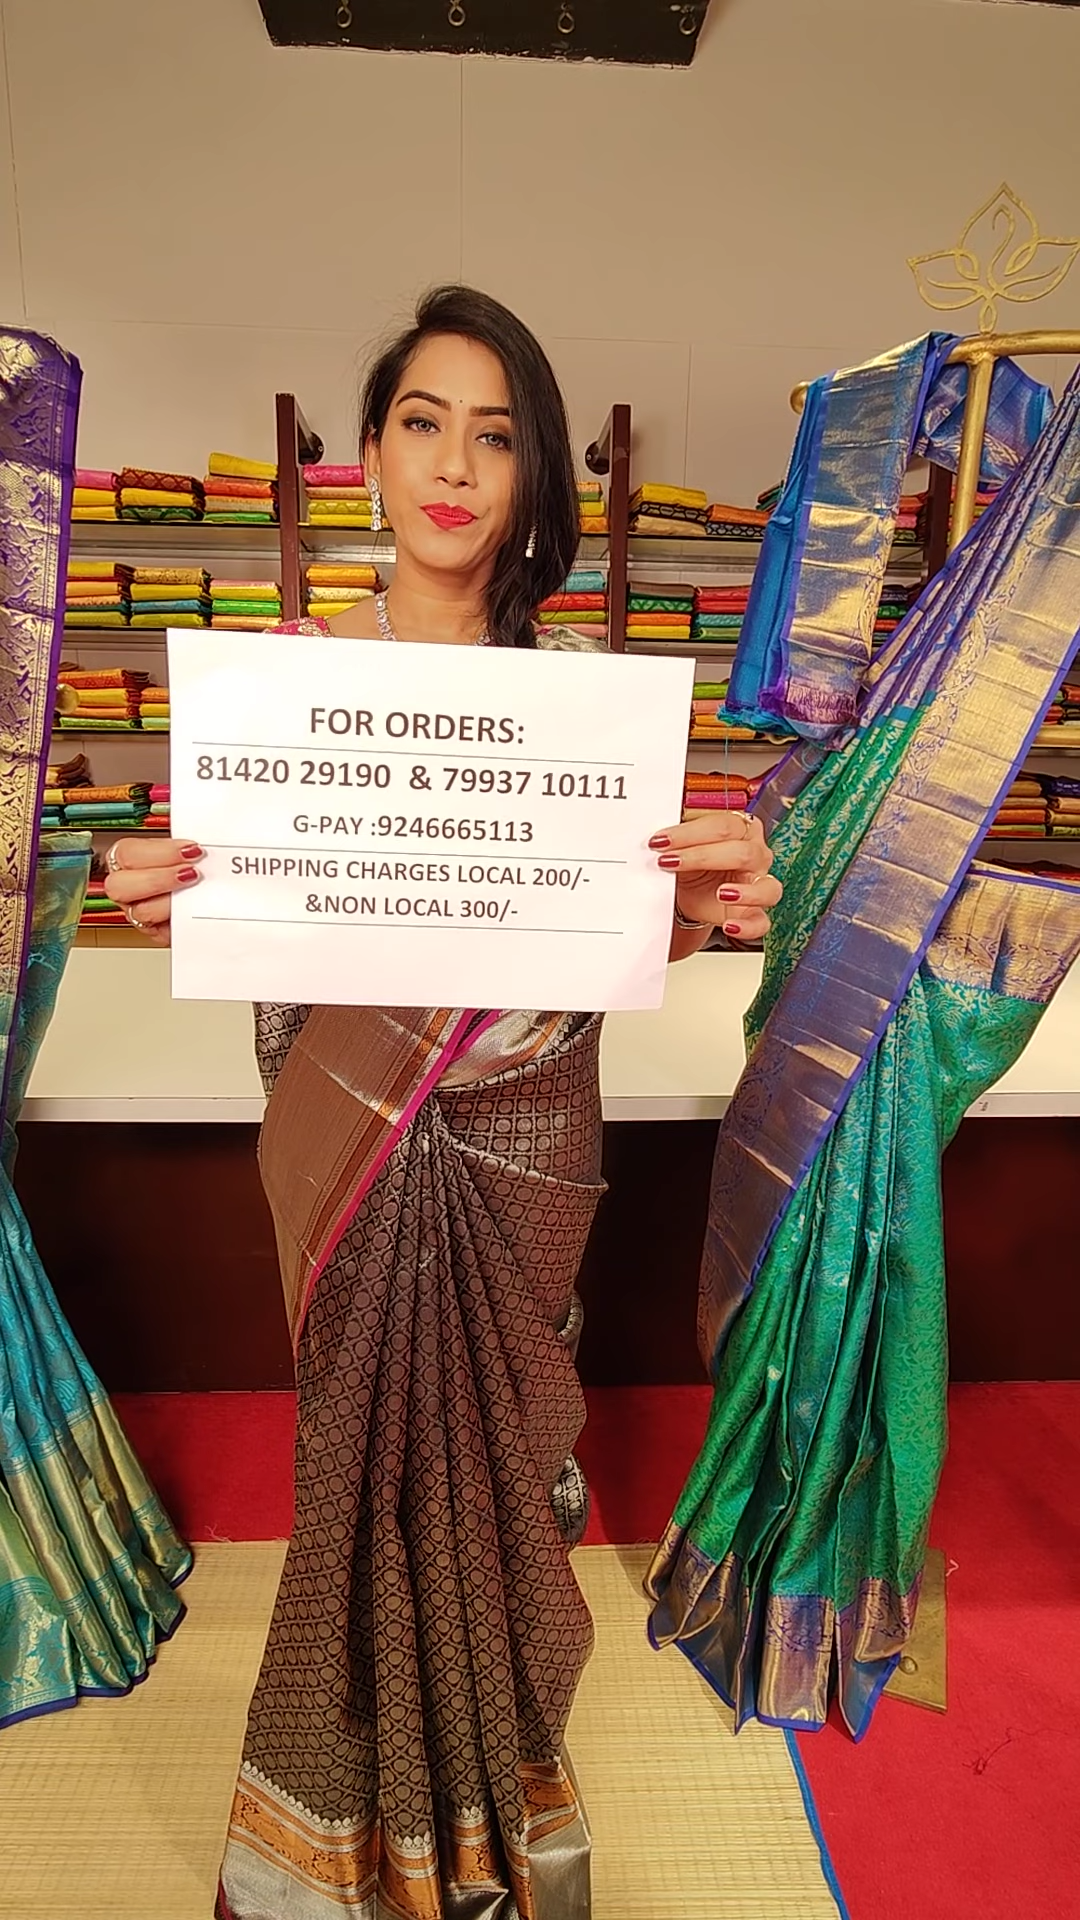 FOR ORDERS:
81420 29190 & 79937 10111
G-PAY :9246665113
SHIPPING CHARGES LOCAL 200/-
&NON LOCAL 300/-